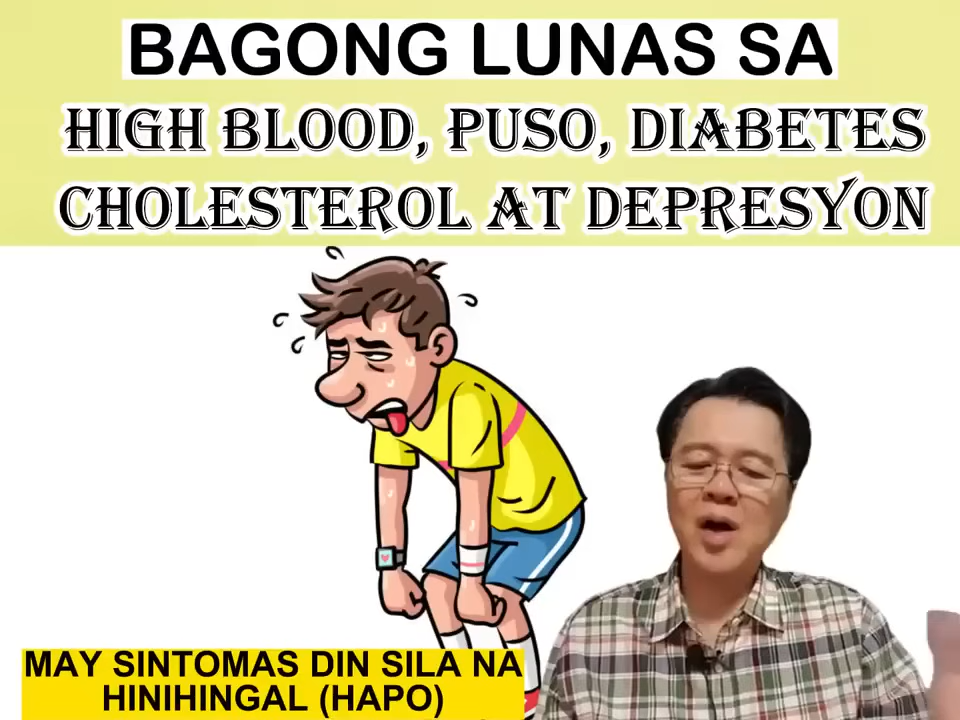 BAGONG LUNAS SA
HIGH BLOOD, PUSO, DIABETES
CHOLESTEROL AT DEPRESYON
MAY SINTOMAS DIN SILA NA
HINIHINGAL (HAPO)